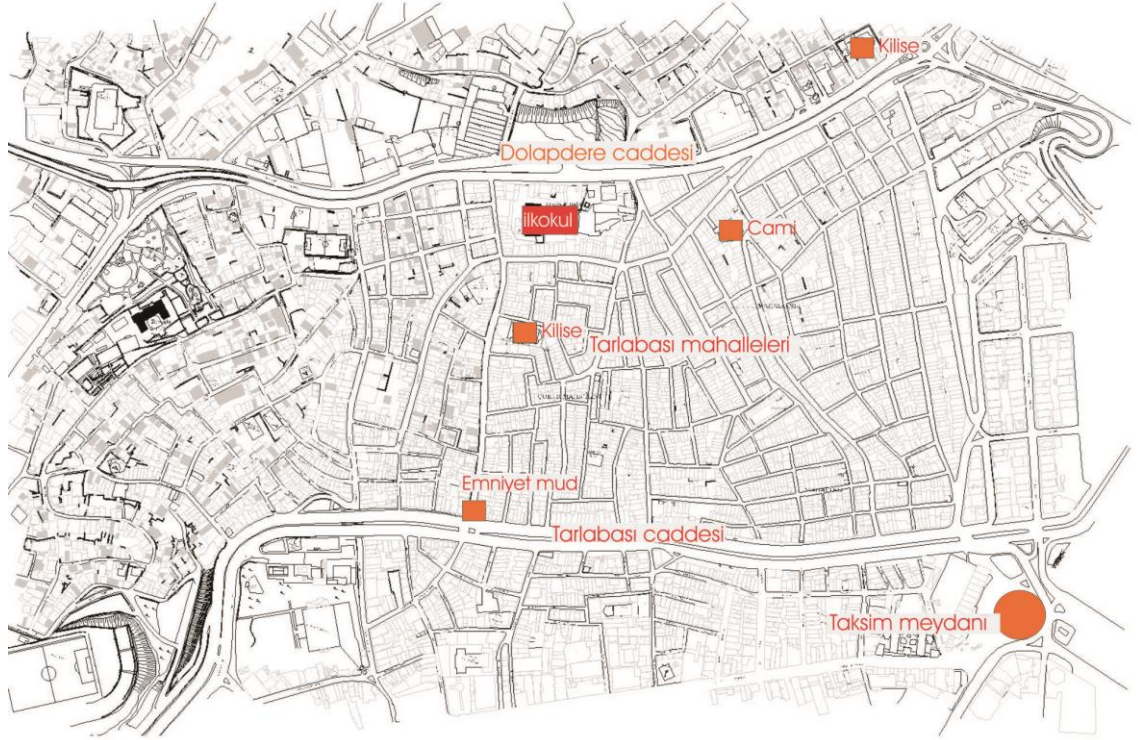 Kilise
Dolapdere caddesi
ilkokul
Cami
Kilise
Tarlabası mahalleleri
Emniyet mud
Tarlabası caddesi
Taksim meydanı